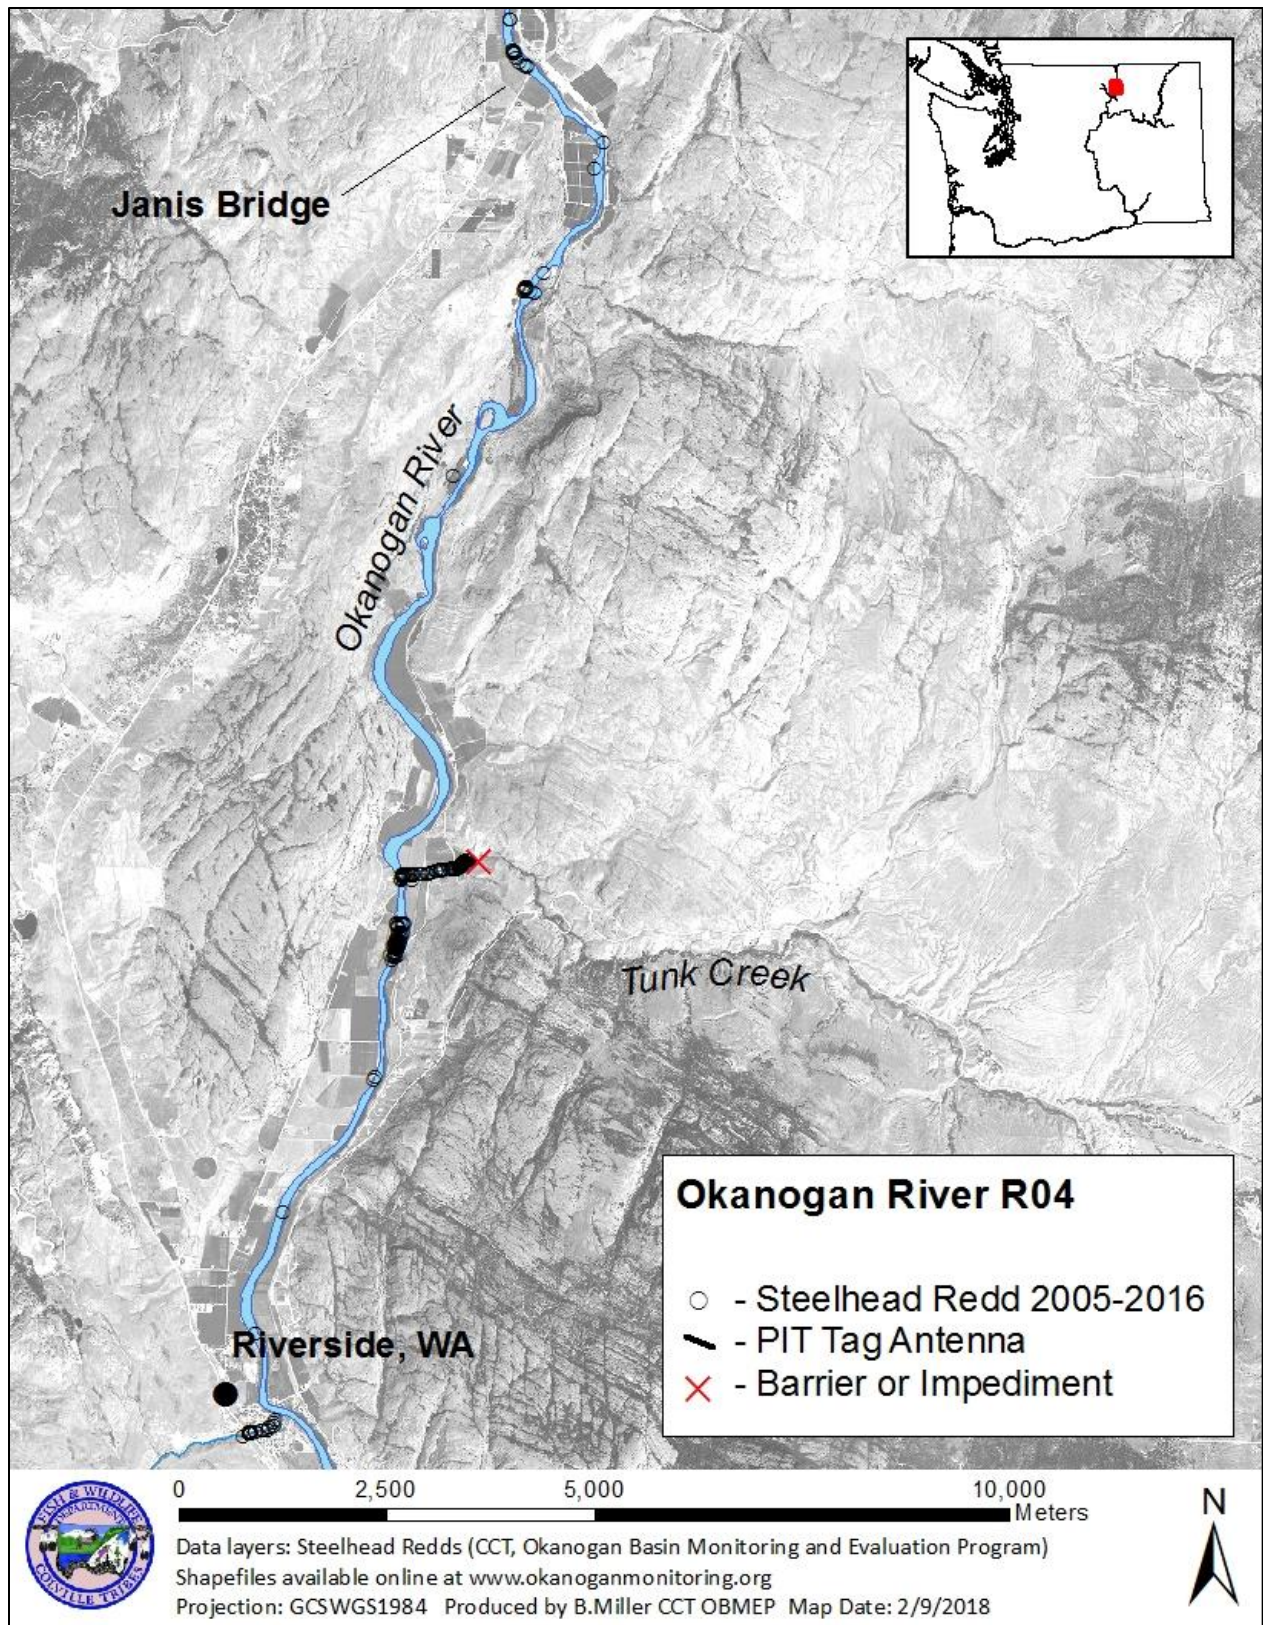 Janis Bridge
Okanogan River
Tunk Creek
Okanogan River R04
- Steelhead Redd 2005-2016
- PIT Tag Antenna
- Barrier or Impediment
Riverside, WA
0 2,500 5,000 10,000
Meters
N
FISH & WILDLIFE
DEPARTMENT
COLVILLE TRIBES
Data layers: Steelhead Redds (CCT, Okanogan Basin Monitoring and Evaluation Program)
Shapefiles available online at www.okanoganmonitoring.org
Projection: GCSWGS1984 Produced by B.Miller CCT OBMEP Map Date: 2/9/2018